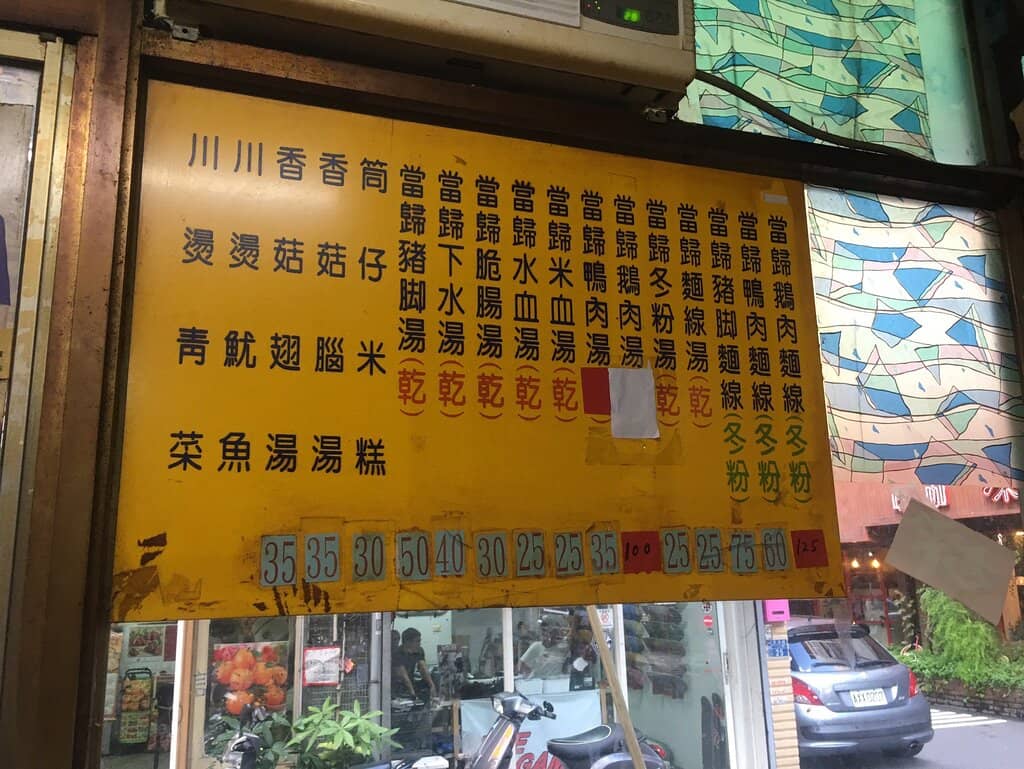 川燙青菜
川燙魷魚
香菇翅湯
香菇腦湯
筒仔米糕
當歸豬脚湯(乾)
當歸下水湯(乾)
當歸脆腸湯(乾)
當歸水血湯(乾)
當歸米血湯(乾)
當歸鴨肉湯
當歸鵝肉湯
當歸冬粉湯(乾)
當歸麵線湯(乾)
當歸豬脚麵線(冬粉)
當歸鴨肉麵線(冬粉)
當歸鵝肉麵線(冬粉)
35 35 30 50 40 30 25 25 35 100 25 25 75 60 125
28